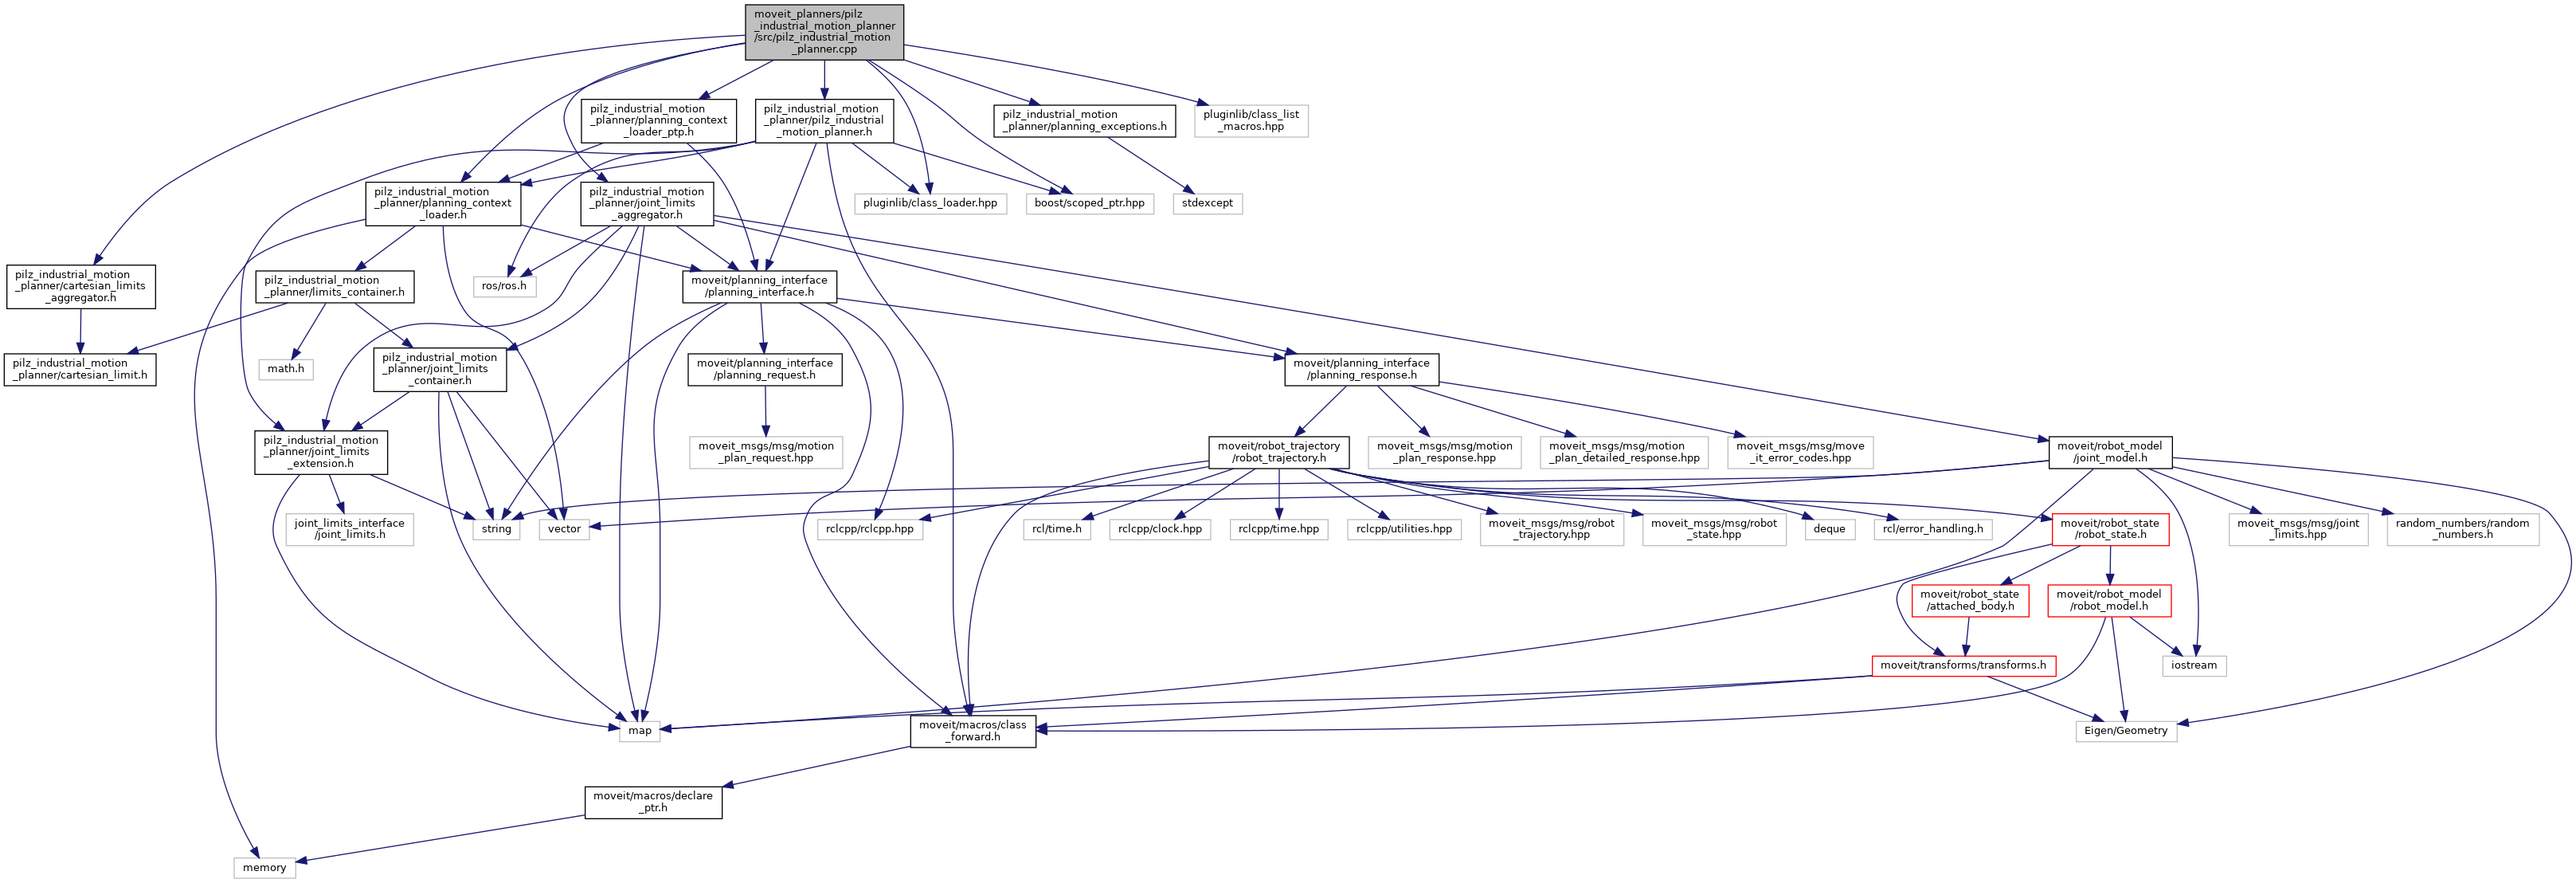 moveit_planners/pilz
_industrial_motion_planner
/src/pilz_industrial_motion
_planner.cpp
pilz_industrial_motion
_planner/planning_context
_loader_ptp.h
pilz_industrial_motion
_planner/pilz_industrial
_motion_planner.h
pilz_industrial_motion
_planner/planning_exceptions.h
pluginlib/class_list
_macros.hpp
pilz_industrial_motion
_planner/planning_context
_loader.h
pilz_industrial_motion
_planner/joint_limits
_aggregator.h
pluginlib/class_loader.hpp
boost/scoped_ptr.hpp
stdexcept
pilz_industrial_motion
_planner/cartesian_limits
_aggregator.h
pilz_industrial_motion
_planner/limits_container.h
ros/ros.h
moveit/planning_interface
/planning_interface.h
pilz_industrial_motion
_planner/cartesian_limit.h
math.h
pilz_industrial_motion
_planner/joint_limits
_container.h
moveit/planning_interface
/planning_request.h
moveit/planning_interface
/planning_response.h
pilz_industrial_motion
_planner/joint_limits
_extension.h
moveit_msgs/msg/motion
_plan_request.hpp
moveit/robot_trajectory
/robot_trajectory.h
moveit_msgs/msg/motion
_plan_response.hpp
moveit_msgs/msg/motion
_plan_detailed_response.hpp
moveit_msgs/msg/move
_it_error_codes.hpp
moveit/robot_model
/joint_model.h
joint_limits_interface
/joint_limits.h
string
vector
rclcpp/rclcpp.hpp
rcl/time.h
rclcpp/clock.hpp
rclcpp/time.hpp
rclcpp/utilities.hpp
moveit_msgs/msg/robot
_trajectory.hpp
moveit_msgs/msg/robot
_state.hpp
deque
rcl/error_handling.h
moveit/robot_state
/robot_state.h
moveit_msgs/msg/joint
_limits.hpp
random_numbers/random
_numbers.h
moveit/robot_state
/attached_body.h
moveit/robot_model
/robot_model.h
moveit/transforms/transforms.h
iostream
map
moveit/macros/class
_forward.h
Eigen/Geometry
moveit/macros/declare
_ptr.h
memory